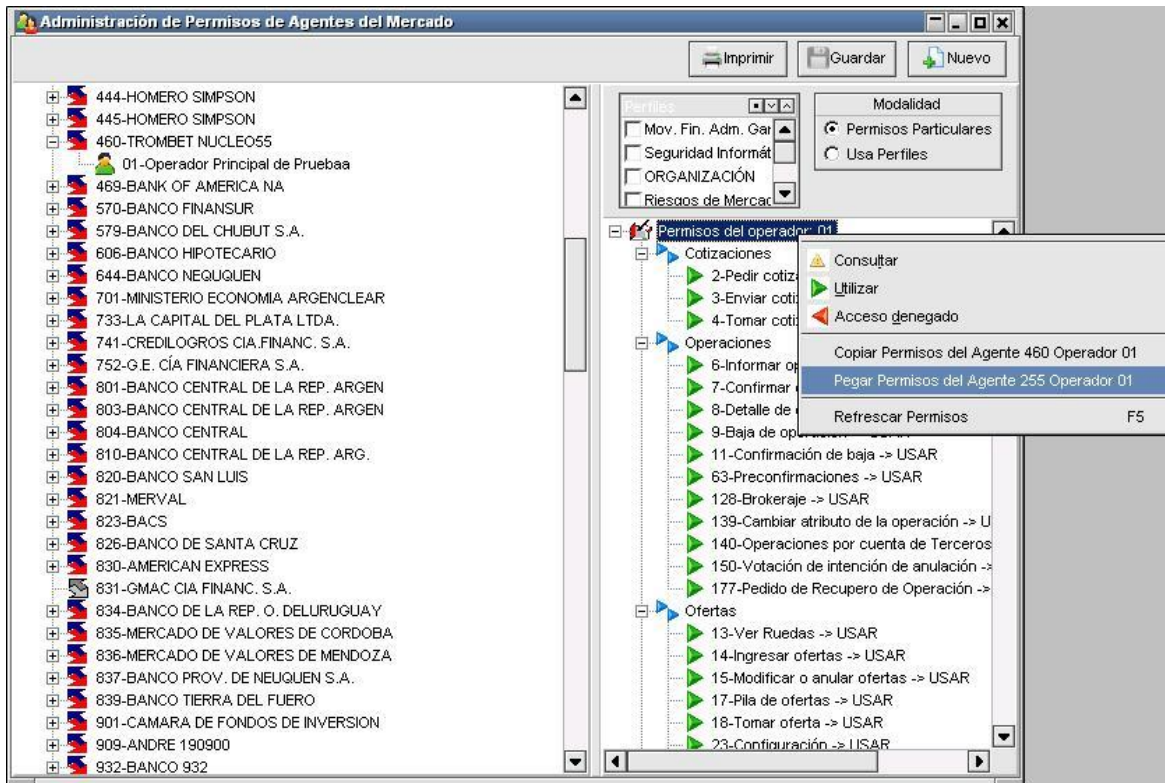 Administración de Permisos de Agentes del Mercado
Imprimir
Guardar
Nuevo
444-HOMERO SIMPSON
445-HOMERO SIMPSON
460-TROMBET NUCLEO55
01-Operador Principal de Pruebaa
469-BANK OF AMERICA NA
570-BANCO FINANSUR
579-BANCO DEL CHUBUT S.A.
606-BANCO HIPOTECARIO
644-BANCO NEQUQUEN
701-MINISTERIO ECONOMIA ARGENCLEAR
733-LA CAPITAL DEL PLATA LTDA.
741-CREDILOGROS CIA.FINANC. S.A.
752-G.E. CÍA FINANCIERA S.A.
801-BANCO CENTRAL DE LA REP. ARGEN
803-BANCO CENTRAL DE LA REP. ARGEN
804-BANCO CENTRAL
810-BANCO CENTRAL DE LA REP. ARG.
820-BANCO SAN LUIS
821-MERVAL
823-BACS
826-BANCO DE SANTA CRUZ
830-AMERICAN EXPRESS
831-GMAC CIA FINANC. S.A.
834-BANCO DE LA REP. O. DELURUGUAY
835-MERCADO DE VALORES DE CORDOBA
836-MERCADO DE VALORES DE MENDOZA
837-BANCO PROV. DE NEUQUEN S.A.
839-BANCO TIERRA DEL FUERO
901-CAMARA DE FONDOS DE INVERSION
909-ANDRE 190900
932-BANCO 932
Perfiles
Mov. Fin. Adm. Gar
Seguridad Informát
ORGANIZACIÓN
Riesgos de Mercac
Modalidad
Permisos Particulares
Usa Perfiles
Permisos del operador: 01
Cotizaciones
2-Pedir cotiz
3-Enviar coti
4-Tomar coti
Operaciones
6-Informar op
7-Confirmar
8-Detalle de
9-Baja de operación -> USAR
11-Confirmación de baja -> USAR
63-Preconfirmaciones -> USAR
128-Brokeraje -> USAR
139-Cambiar atributo de la operación -> U
140-Operaciones por cuenta de Terceros
150-Votación de intención de anulación ->
177-Pedido de Recupero de Operación ->
Ofertas
13-Ver Ruedas -> USAR
14-Ingresar ofertas -> USAR
15-Modificar o anular ofertas -> USAR
17-Pila de ofertas -> USAR
18-Tomar oferta -> USAR
23-Configuración -> USAR
Consultar
Utilizar
Acceso denegado
Copiar Permisos del Agente 460 Operador 01
Pegar Permisos del Agente 255 Operador 01
Refrescar Permisos F5